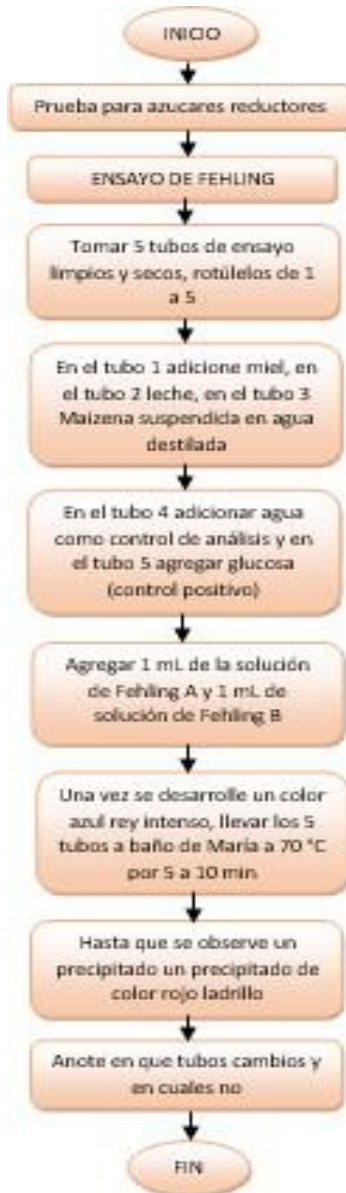 INICIO
Prueba para azucares reductores
ENSAYO DE FEHLING
Tomar 5 tubos de ensayo
limpios y secos, rotúlelos de 1
a 5
En el tubo 1 adicione miel, en
el tubo 2 leche, en el tubo 3
Maizena suspendida en agua
destilada
En el tubo 4 adicionar agua
como control de análisis y en
el tubo 5 agregar glucosa
(control positivo)
Agregar 1 mL de la solución
de Fehling A y 1 mL de
solución de Fehling B
Una vez se desarrolle un color
azul rey intenso, llevar los 5
tubos a baño de María a 70 °C
por 5 a 10 min
Hasta que se observe un
precipitado un precipitado de
color rojo ladrillo
Anote en que tubos cambios y
en cuales no
FIN